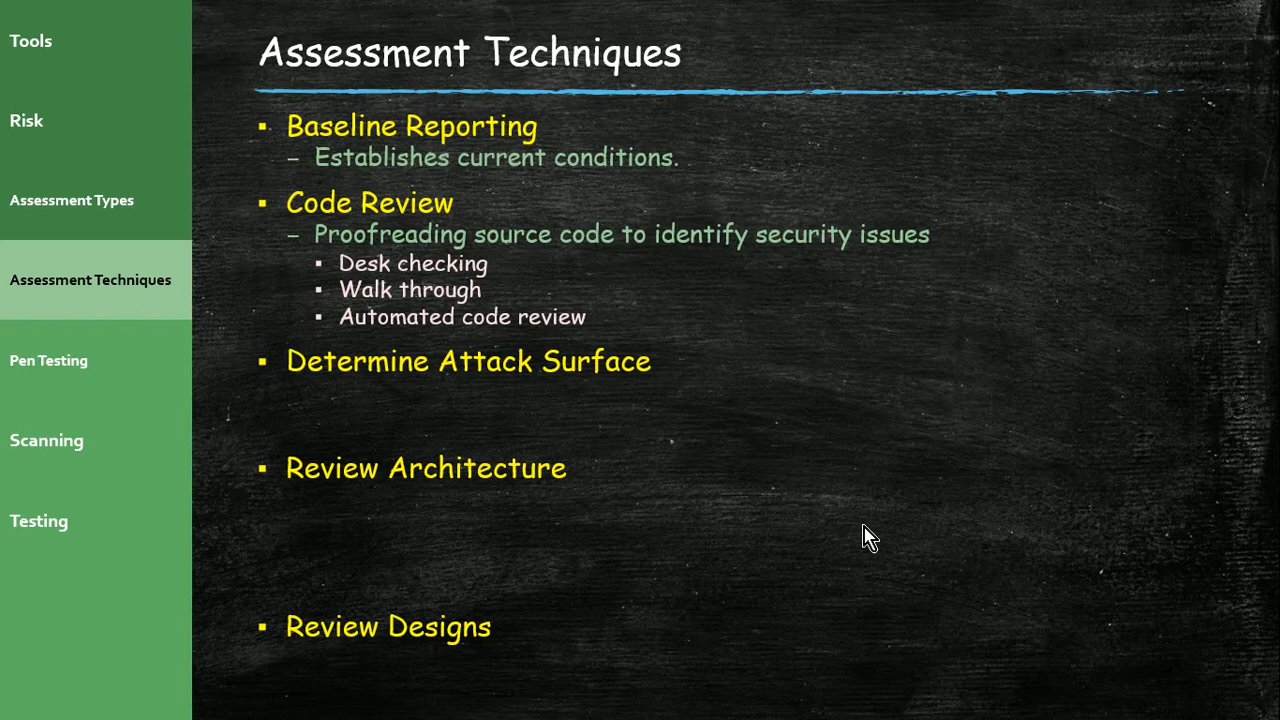 Tools
Risk
Assessment Types
Assessment Techniques
Pen Testing
Scanning
Testing
Assessment Techniques
▪ Baseline Reporting
– Establishes current conditions.
▪ Code Review
– Proofreading source code to identify security issues
▪ Desk checking
▪ Walk through
▪ Automated code review
▪ Determine Attack Surface
▪ Review Architecture
▪ Review Designs